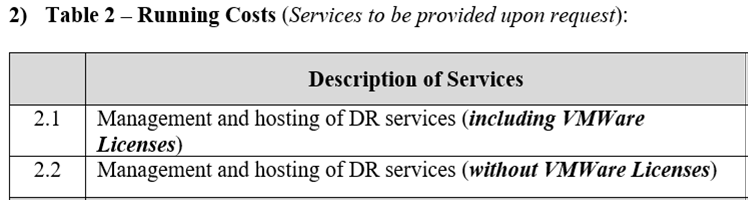 2) Table 2 – Running Costs (Services to be provided upon request):
Description of Services
2.1 Management and hosting of DR services (including VMWare
Licenses)
2.2 Management and hosting of DR services (without VMWare Licenses)